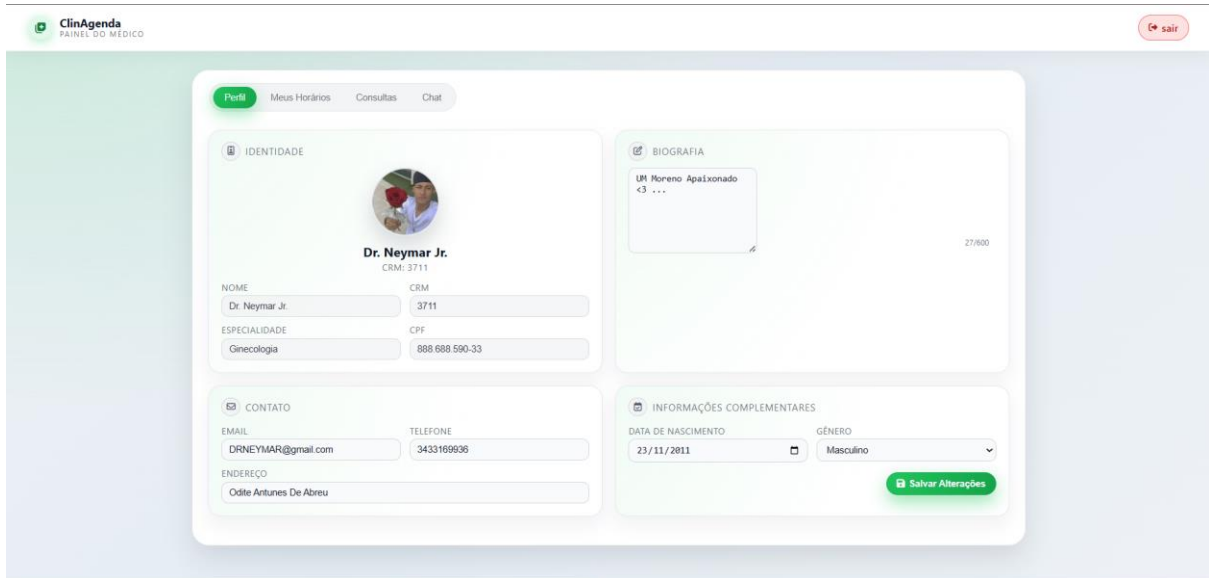 ClinAgenda
PAINEL DO MÉDICO
sair
Perfil Meus Horários Consultas Chat
IDENTIDADE
Dr. Neymar Jr.
CRM: 3711
NOME CRM
Dr. Neymar Jr. 3711
ESPECIALIDADE CPF
Ginecologia 888.688.590-33
BIOGRAFIA
UM Moreno Apaixonado
<3 ...
27/600
CONTATO
EMAIL TELEFONE
DRNEYMAR@gmail.com 3433169936
ENDEREÇO
Odite Antunes De Abreu
INFORMAÇÕES COMPLEMENTARES
DATA DE NASCIMENTO GÊNERO
23/11/2011 Masculino
Salvar Alterações